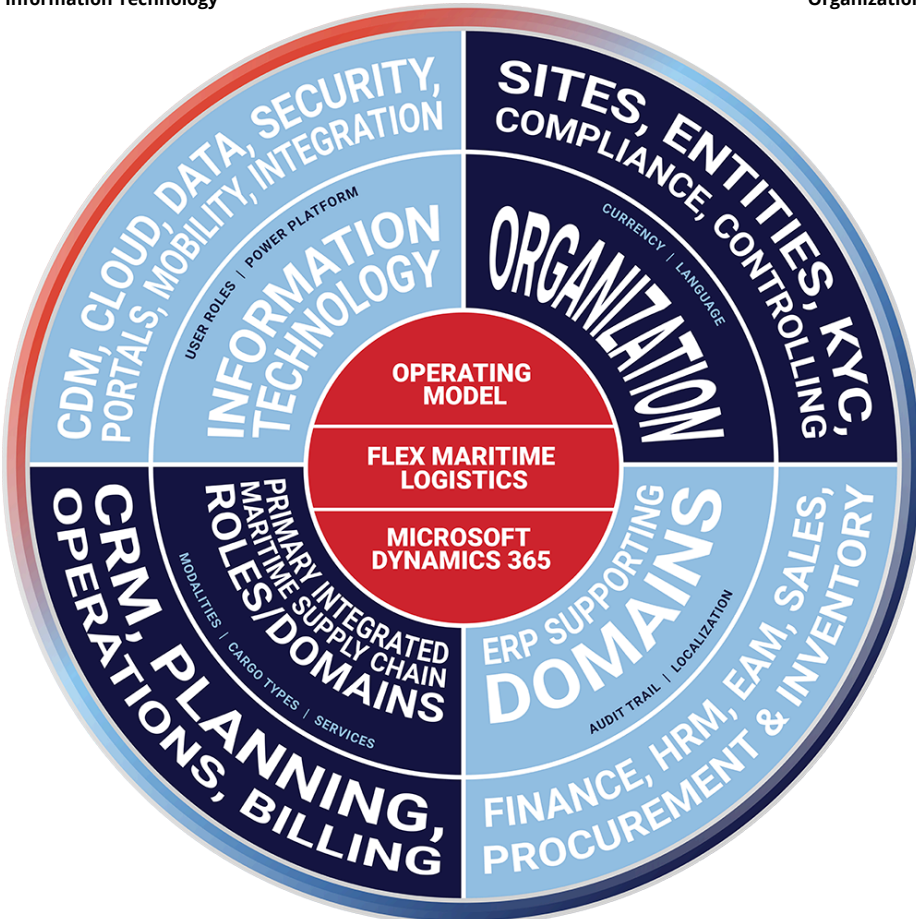 Information Technology
Organization
CDM, CLOUD, DATA, SECURITY,
PORTALS, MOBILITY, INTEGRATION
USER ROLES | POWER PLATFORM
INFORMATION
TECHNOLOGY
SITES, ENTITIES, KYC,
COMPLIANCE, CONTROLLING
CURRENCY | LANGUAGE
ORGANIZATION
OPERATING
MODEL
FLEX MARITIME
LOGISTICS
MICROSOFT
DYNAMICS 365
PRIMARY INTEGRATED
MARITIME SUPPLY CHAIN
ROLES/DOMAINS
MODALITIES | CARGO TYPES | SERVICES
CRM, PLANNING,
OPERATIONS, BILLING
ERP SUPPORTING
DOMAINS
AUDIT TRAIL | LOCALIZATION
FINANCE, HRM, EAM, SALES,
PROCUREMENT & INVENTORY